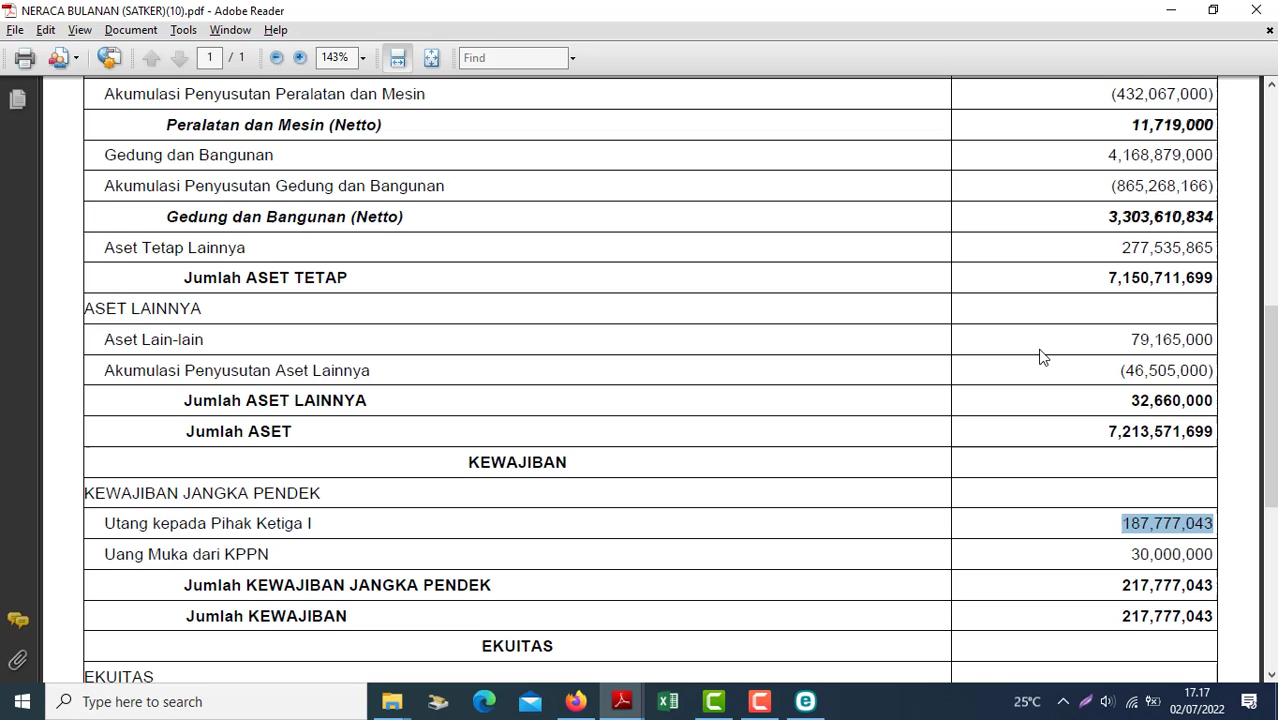 NERACA BULANAN (SATKER)(10).pdf - Adobe Reader
File Edit View Document Tools Window Help
1 / 1 143% Find
Akumulasi Penyusutan Peralatan dan Mesin (432,067,000)
Peralatan dan Mesin (Netto) 11,719,000
Gedung dan Bangunan 4,168,879,000
Akumulasi Penyusutan Gedung dan Bangunan (865,268,166)
Gedung dan Bangunan (Netto) 3,303,610,834
Aset Tetap Lainnya 277,535,865
Jumlah ASET TETAP 7,150,711,699
ASET LAINNYA
Aset Lain-lain 79,165,000
Akumulasi Penyusutan Aset Lainnya (46,505,000)
Jumlah ASET LAINNYA 32,660,000
Jumlah ASET 7,213,571,699
KEWAJIBAN
KEWAJIBAN JANGKA PENDEK
Utang kepada Pihak Ketiga I 187,777,043
Uang Muka dari KPPN 30,000,000
Jumlah KEWAJIBAN JANGKA PENDEK 217,777,043
Jumlah KEWAJIBAN 217,777,043
EKUITAS
EKUITAS
Type here to search
25°C
17.17
02/07/2022